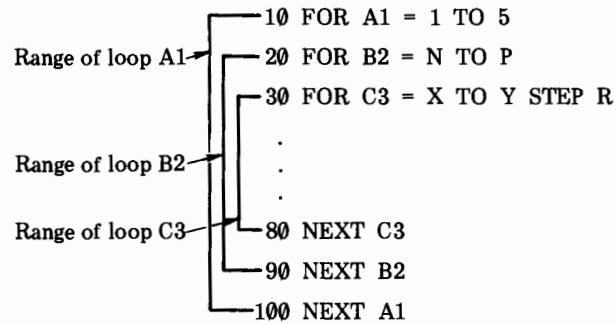 10 FOR A1 = 1 TO 5
Range of loop A1
20 FOR B2 = N TO P
30 FOR C3 = X TO Y STEP R
.
.
Range of loop B2
.
Range of loop C3
80 NEXT C3
90 NEXT B2
100 NEXT A1